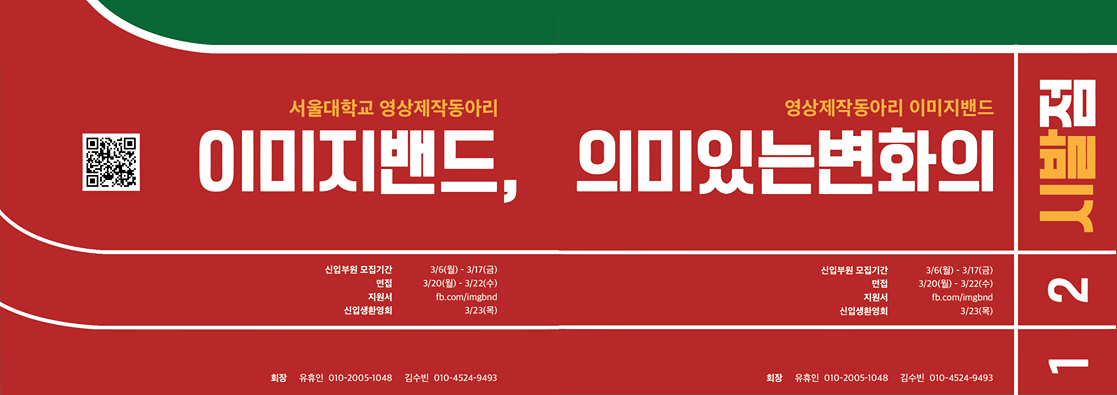 서울대학교 영상제작동아리
이미지밴드,
신입부원 모집기간 3/6(월) - 3/17(금)
면접 3/20(월) - 3/22(수)
지원서 fb.com/imgbnd
신입생환영회 3/23(목)
회장 유휴인 010-2005-1048 김수빈 010-4524-9493
영상제작동아리 이미지밴드
의미있는변화의
신입부원 모집기간 3/6(월) - 3/17(금)
면접 3/20(월) - 3/22(수)
지원서 fb.com/imgbnd
신입생환영회 3/23(목)
회장 유휴인 010-2005-1048 김수빈 010-4524-9493
시발점
2
1